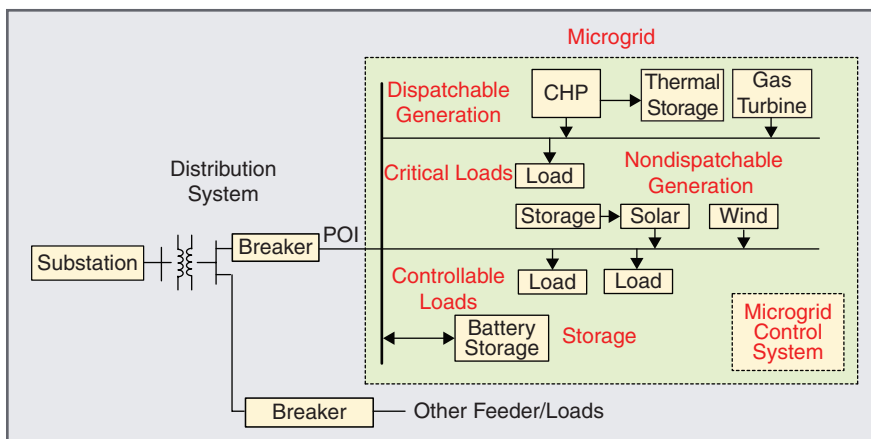 Microgrid
Dispatchable
Generation
CHP
Thermal
Storage
Gas
Turbine
Critical Loads
Load
Nondispatchable
Generation
Distribution
System
Storage
Solar
Wind
POI
Breaker
Substation
Controllable
Loads
Load
Load
Battery
Storage
Storage
Microgrid
Control
System
Breaker
Other Feeder/Loads